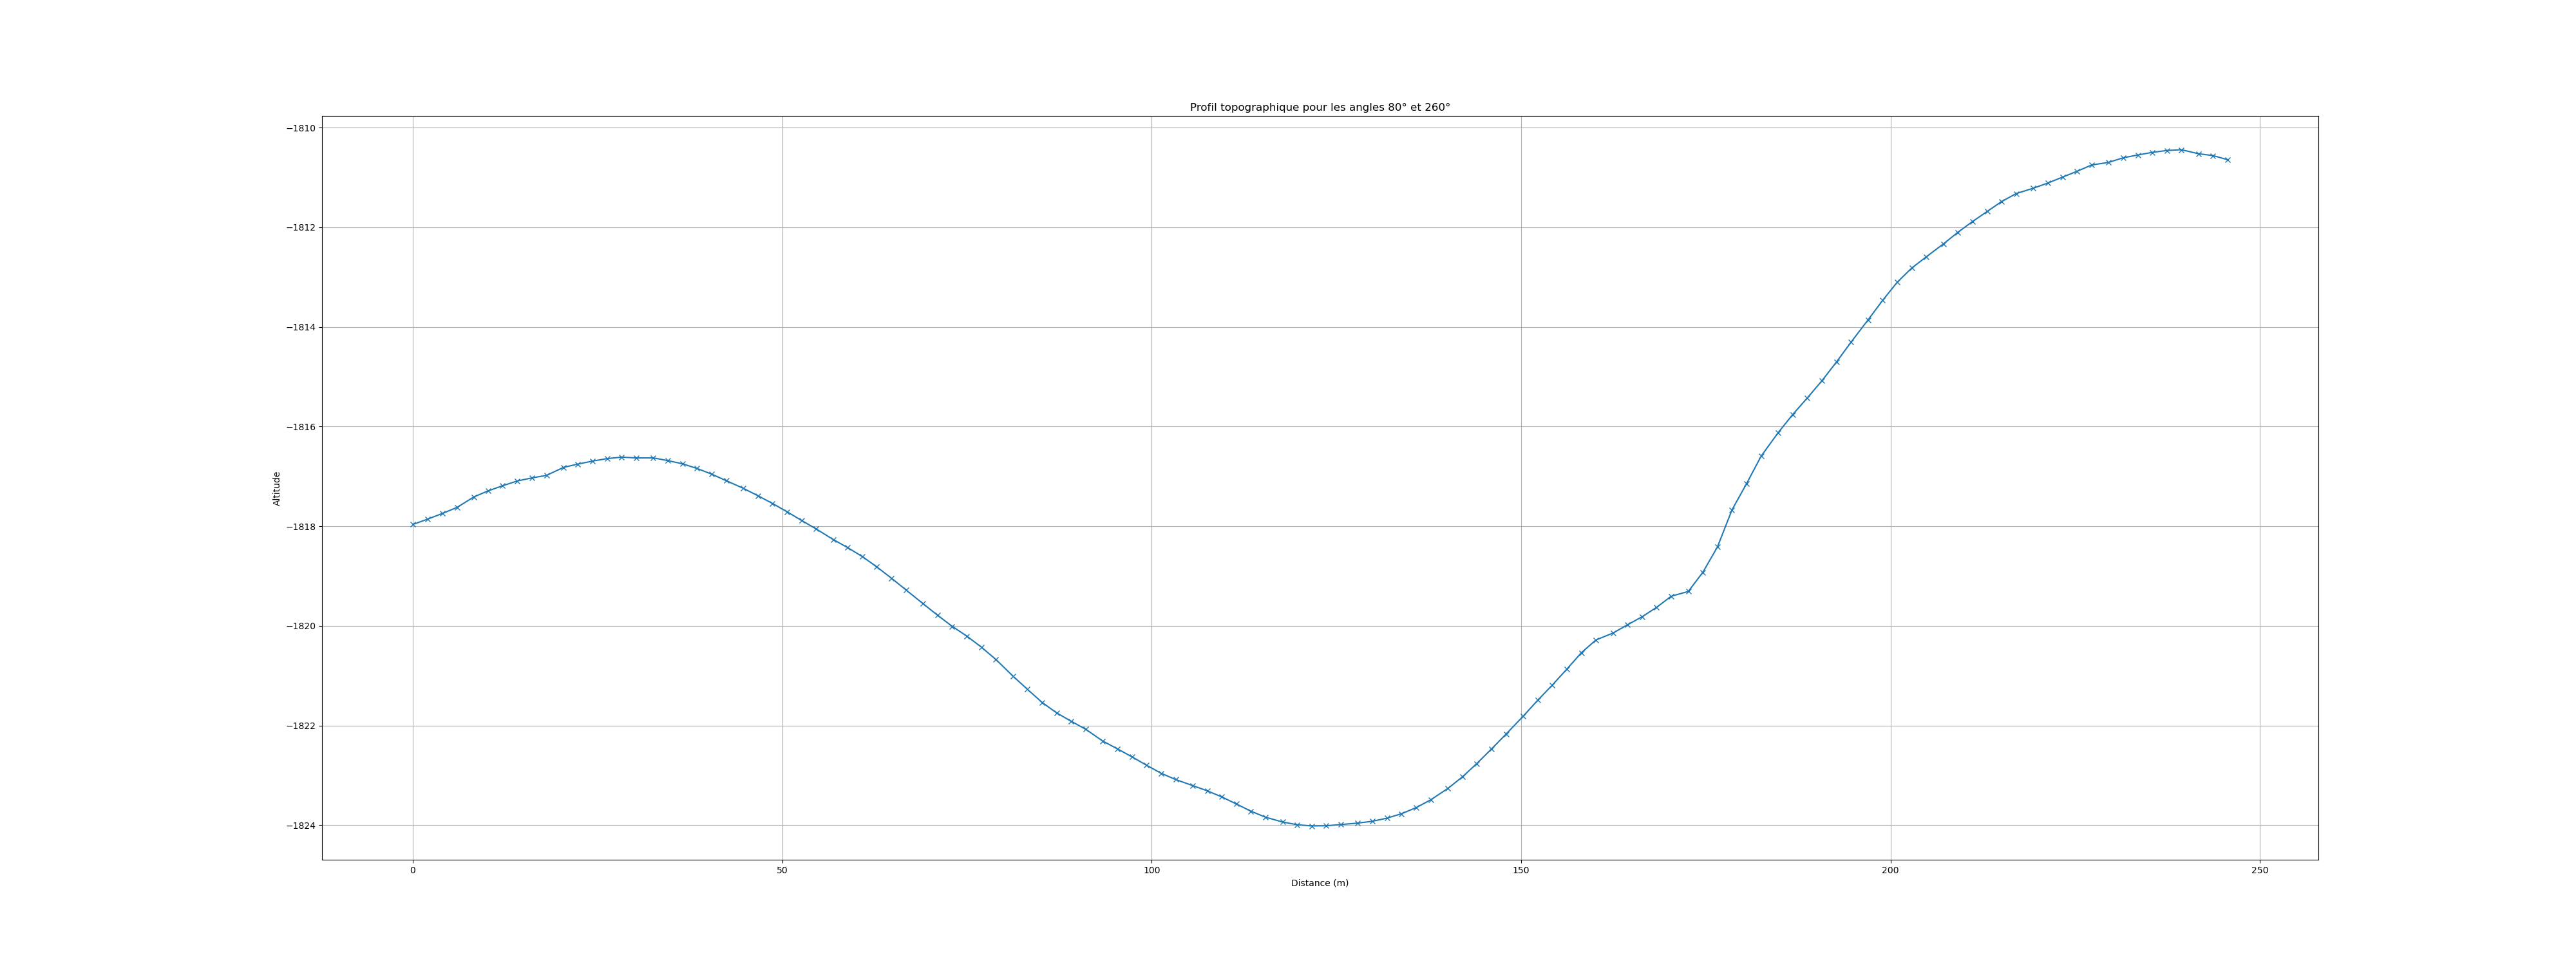 Profil topographique pour les angles 80° et 260°
−1810
−1812
−1814
−1816
−1818
−1820
−1822
−1824
Altitude
0 50 100 150 200 250
Distance (m)